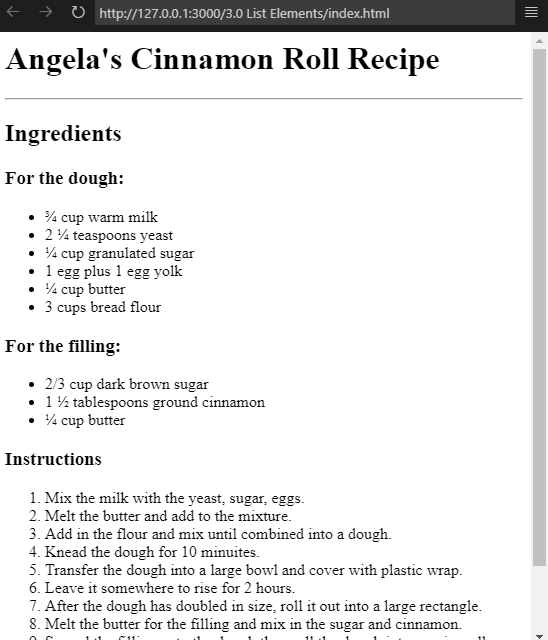 http://127.0.0.1:3000/3.0 List Elements/index.html
Angela's Cinnamon Roll Recipe
Ingredients
For the dough:
• ¾ cup warm milk
• 2 ¼ teaspoons yeast
• ¼ cup granulated sugar
• 1 egg plus 1 egg yolk
• ¼ cup butter
• 3 cups bread flour
For the filling:
• 2/3 cup dark brown sugar
• 1 ½ tablespoons ground cinnamon
• ¼ cup butter
Instructions
1. Mix the milk with the yeast, sugar, eggs.
2. Melt the butter and add to the mixture.
3. Add in the flour and mix until combined into a dough.
4. Knead the dough for 10 minuites.
5. Transfer the dough into a large bowl and cover with plastic wrap.
6. Leave it somewhere to rise for 2 hours.
7. After the dough has doubled in size, roll it out into a large rectangle.
8. Melt the butter for the filling and mix in the sugar and cinnamon.